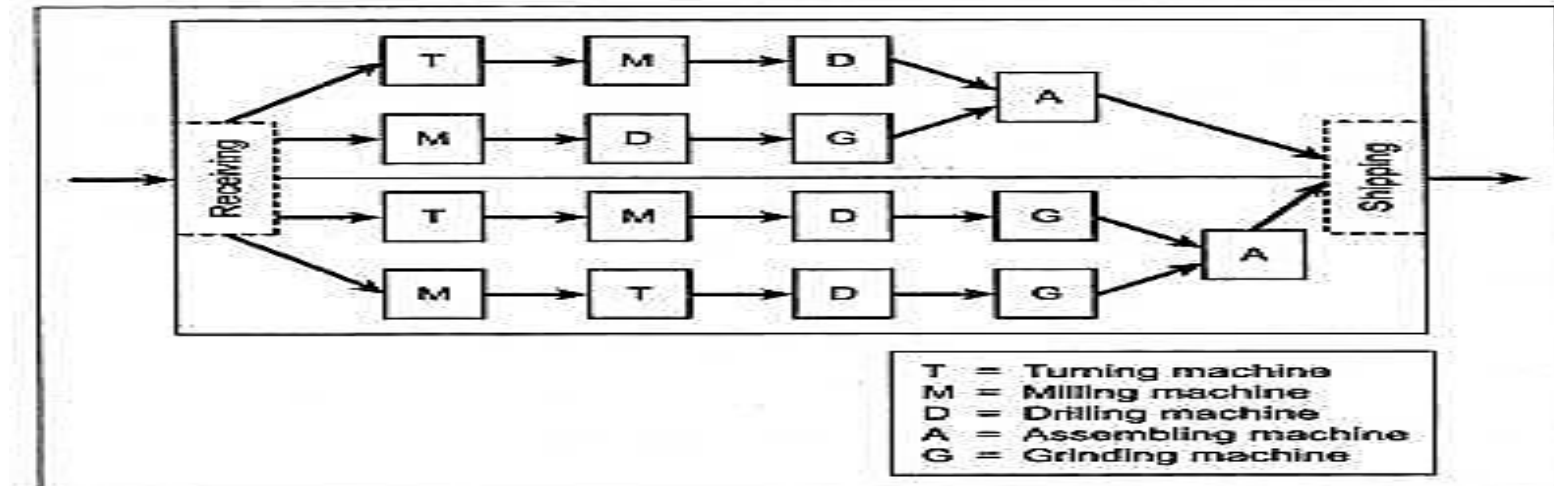 T M D
A
M D G
Receiving
Shipping
T M D G
A
M T D G
T = Turning machine
M = Milling machine
D = Drilling machine
A = Assembling machine
G = Grinding machine